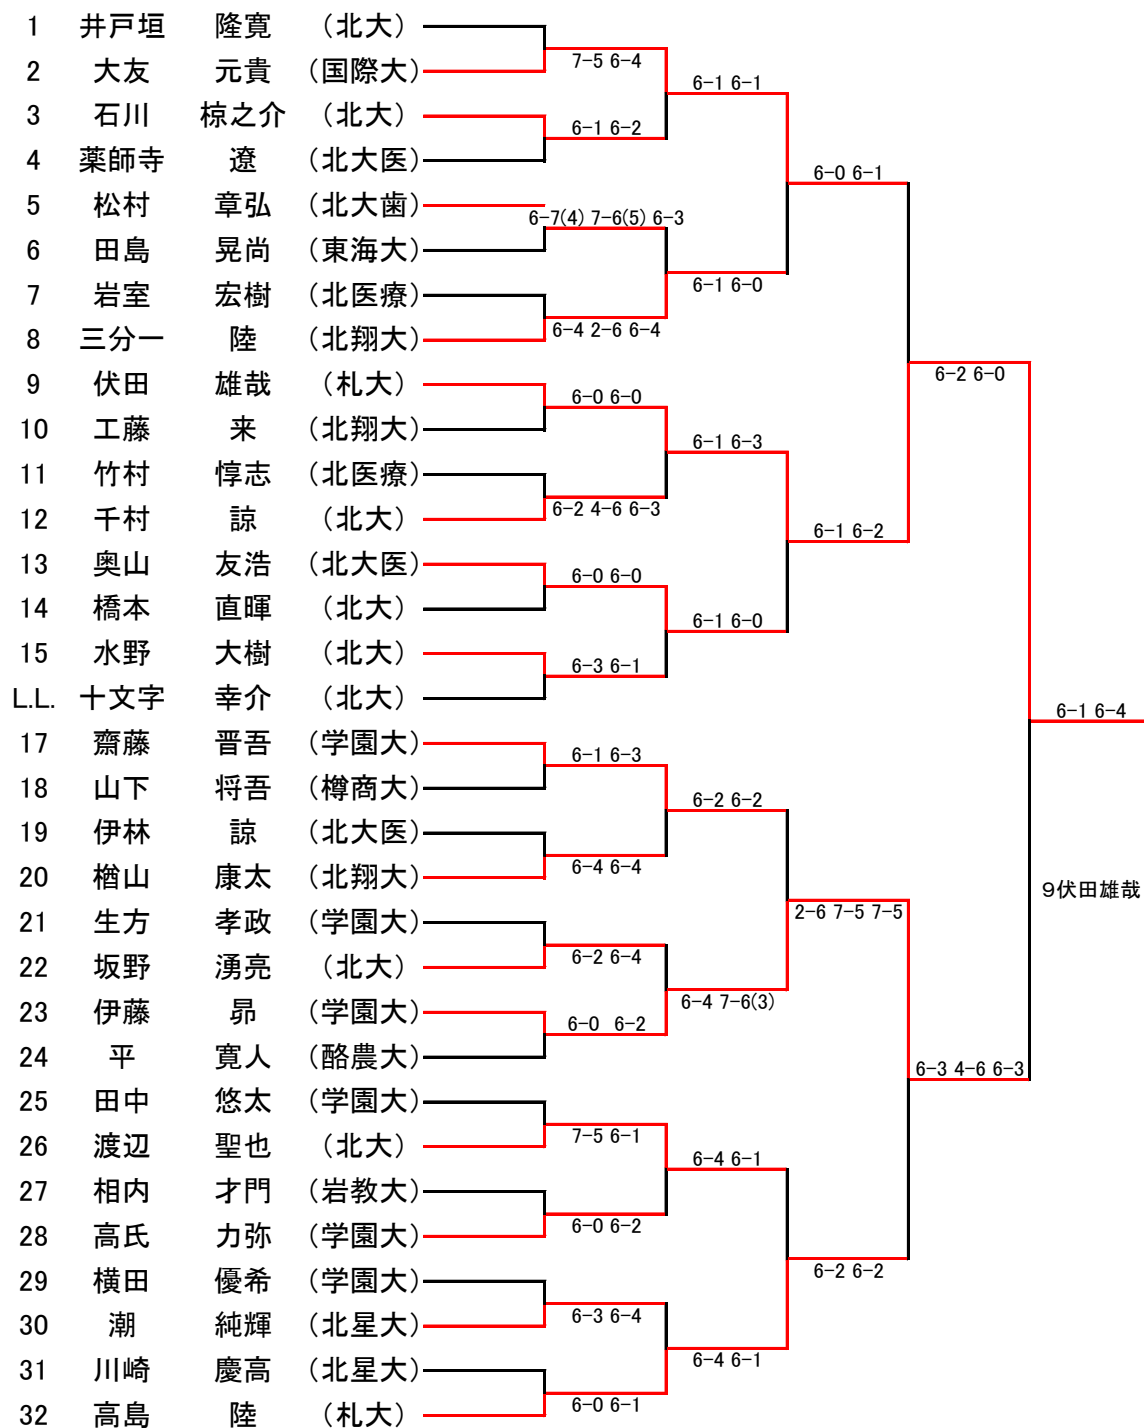 1 井戸垣 隆寛 （北大）
7-5 6-4
2 大友 元貴 （国際大）
6-1 6-1
3 石川 椋之介 （北大）
6-1 6-2
4 薬師寺 遼 （北大医）
6-0 6-1
5 松村 章弘 （北大歯）
6-7(4) 7-6(5) 6-3
6 田島 晃尚 （東海大）
6-1 6-0
7 岩室 宏樹 （北医療）
6-4 2-6 6-4
8 三分一 陸 （北翔大）
6-2 6-0
9 伏田 雄哉 （札大）
6-0 6-0
10 工藤 来 （北翔大）
6-1 6-3
11 竹村 惇志 （北医療）
6-2 4-6 6-3
12 千村 諒 （北大）
6-1 6-2
13 奥山 友浩 （北大医）
6-0 6-0
14 橋本 直暉 （北大）
6-1 6-0
15 水野 大樹 （北大）
6-3 6-1
L.L. 十文字 幸介 （北大）
6-1 6-4
17 齋藤 晋吾 （学園大）
6-1 6-3
18 山下 将吾 （樽商大）
6-2 6-2
19 伊林 諒 （北大医）
6-4 6-4
20 楢山 康太 （北翔大）
9伏田雄哉
2-6 7-5 7-5
21 生方 孝政 （学園大）
6-2 6-4
22 坂野 湧亮 （北大）
6-4 7-6(3)
23 伊藤 昴 （学園大）
6-0 6-2
24 平 寛人 （酪農大）
6-3 4-6 6-3
25 田中 悠太 （学園大）
7-5 6-1
26 渡辺 聖也 （北大）
6-4 6-1
27 相内 才門 （岩教大）
6-0 6-2
28 高氏 力弥 （学園大）
6-2 6-2
29 横田 優希 （学園大）
6-3 6-4
30 潮 純輝 （北星大）
6-4 6-1
31 川崎 慶高 （北星大）
6-0 6-1
32 高島 陸 （札大）